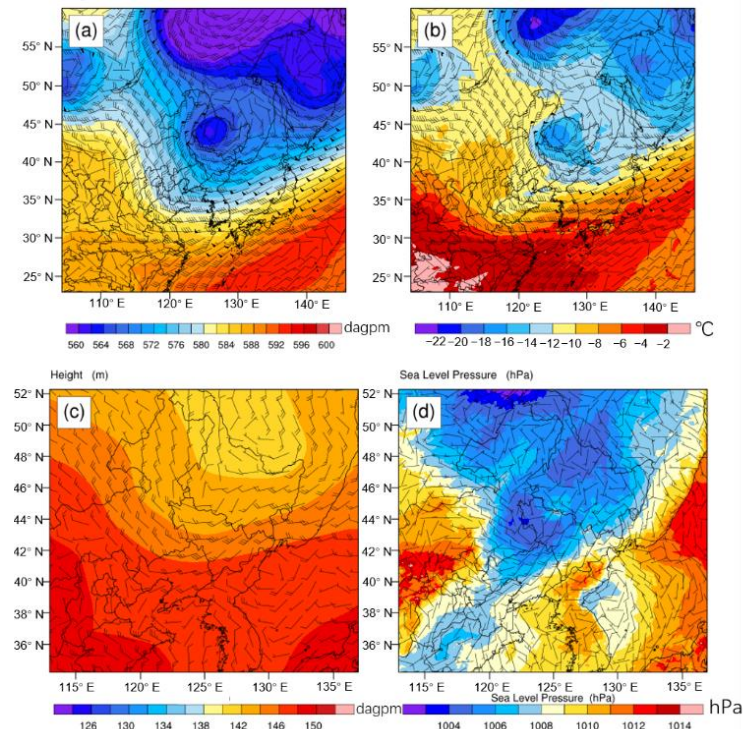 (a)
(b)
55° N
50° N
45° N
40° N
35° N
30° N
25° N
55° N
50° N
45° N
40° N
35° N
30° N
25° N
110° E 120° E 130° E 140° E
110° E 120° E 130° E 140° E
dagpm
°C
560 564 568 572 576 580 584 588 592 596 600
−22 −20 −18 −16 −14 −12 −10 −8 −6 −4 −2
Height (m)
Sea Level Pressure (hPa)
(c)
(d)
52° N
50° N
48° N
46° N
44° N
42° N
40° N
38° N
36° N
52° N
50° N
48° N
46° N
44° N
42° N
40° N
38° N
36° N
115° E 120° E 125° E 130° E 135° E
115° E 120° E 125° E 130° E 135° E
Sea Level Pressure (hPa)
dagpm
hPa
126 130 134 138 142 146 150
1004 1006 1008 1010 1012 1014